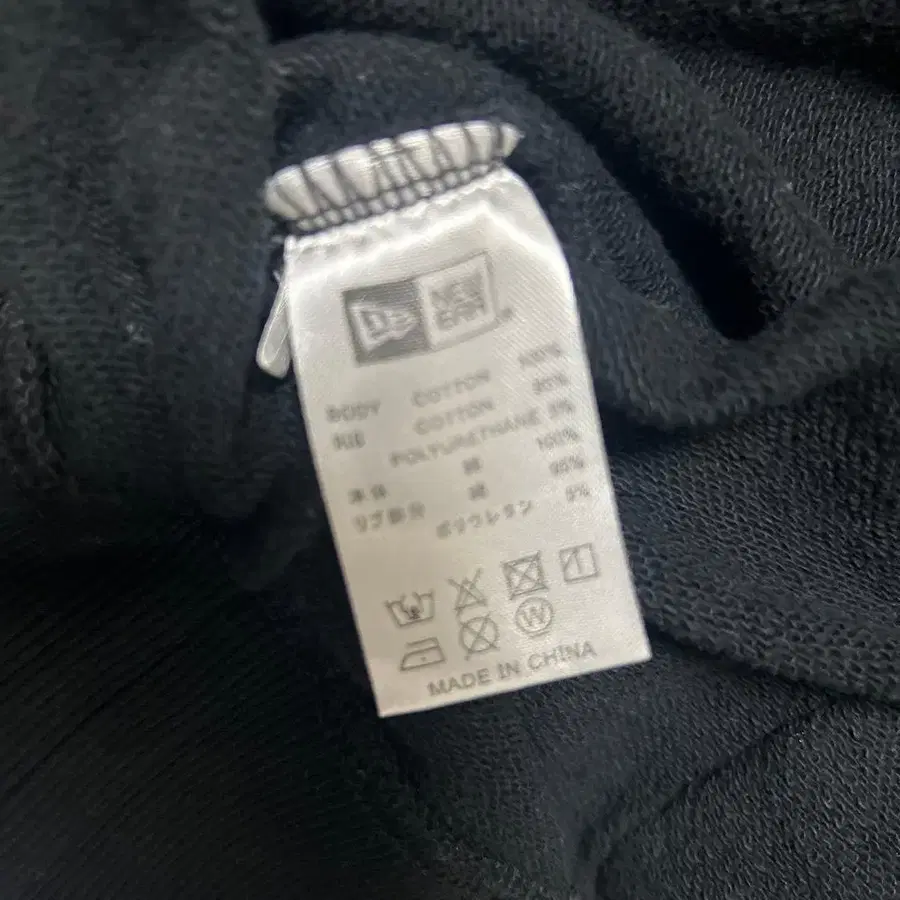 NEW
ERA
BODY COTTON 100%
RIB COTTON 95%
POLYURETHANE 5%
本体 綿 100%
リブ部分 綿 95%
ポリウレタン 5%
W
MADE IN CHINA